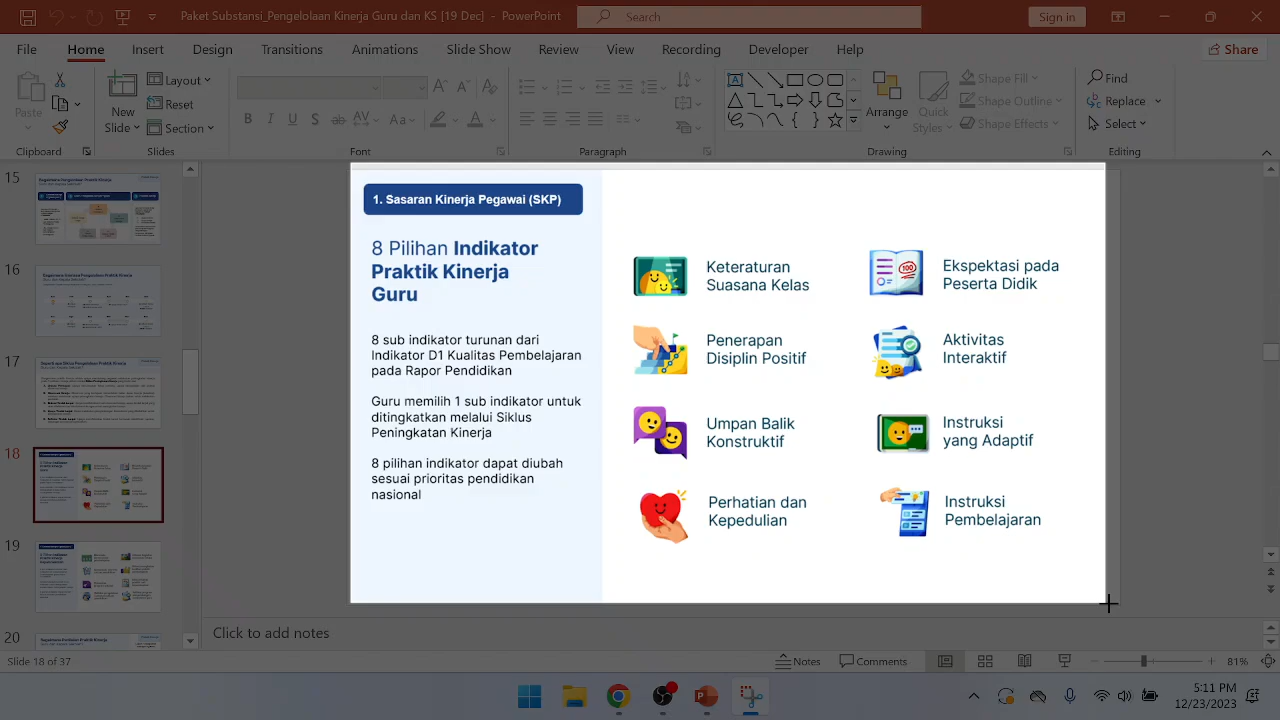 Paket Substansi_Pengelolaan Kinerja Guru dan KS [19 Dec] - PowerPoint
Search
Sign in
File
Home
Insert
Design
Transitions
Animations
Slide Show
Review
View
Recording
Developer
Help
Share
Paste
Clipboard
New
Slide
Layout
Reset
Section
Slides
B I U S ab AV Aa A
Font
Paragraph
Arrange
Quick
Styles
Shape Fill
Shape Outline
Shape Effects
Drawing
Find
Replace
Select
Editing
15
16
17
18
19
20
1. Sasaran Kinerja Pegawai (SKP)
8 Pilihan Indikator
Praktik Kinerja
Guru
8 sub indikator turunan dari
Indikator D1 Kualitas Pembelajaran
pada Rapor Pendidikan
Guru memilih 1 sub indikator untuk
ditingkatkan melalui Siklus
Peningkatan Kinerja
8 pilihan indikator dapat diubah
sesuai prioritas pendidikan
nasional
Keteraturan
Suasana Kelas
Ekspektasi pada
Peserta Didik
100
Penerapan
Disiplin Positif
Aktivitas
Interaktif
Umpan Balik
Konstruktif
Instruksi
yang Adaptif
Perhatian dan
Kepedulian
Instruksi
Pembelajaran
Click to add notes
Slide 18 of 37
Notes
Comments
81%
5:11 PM
12/23/2023